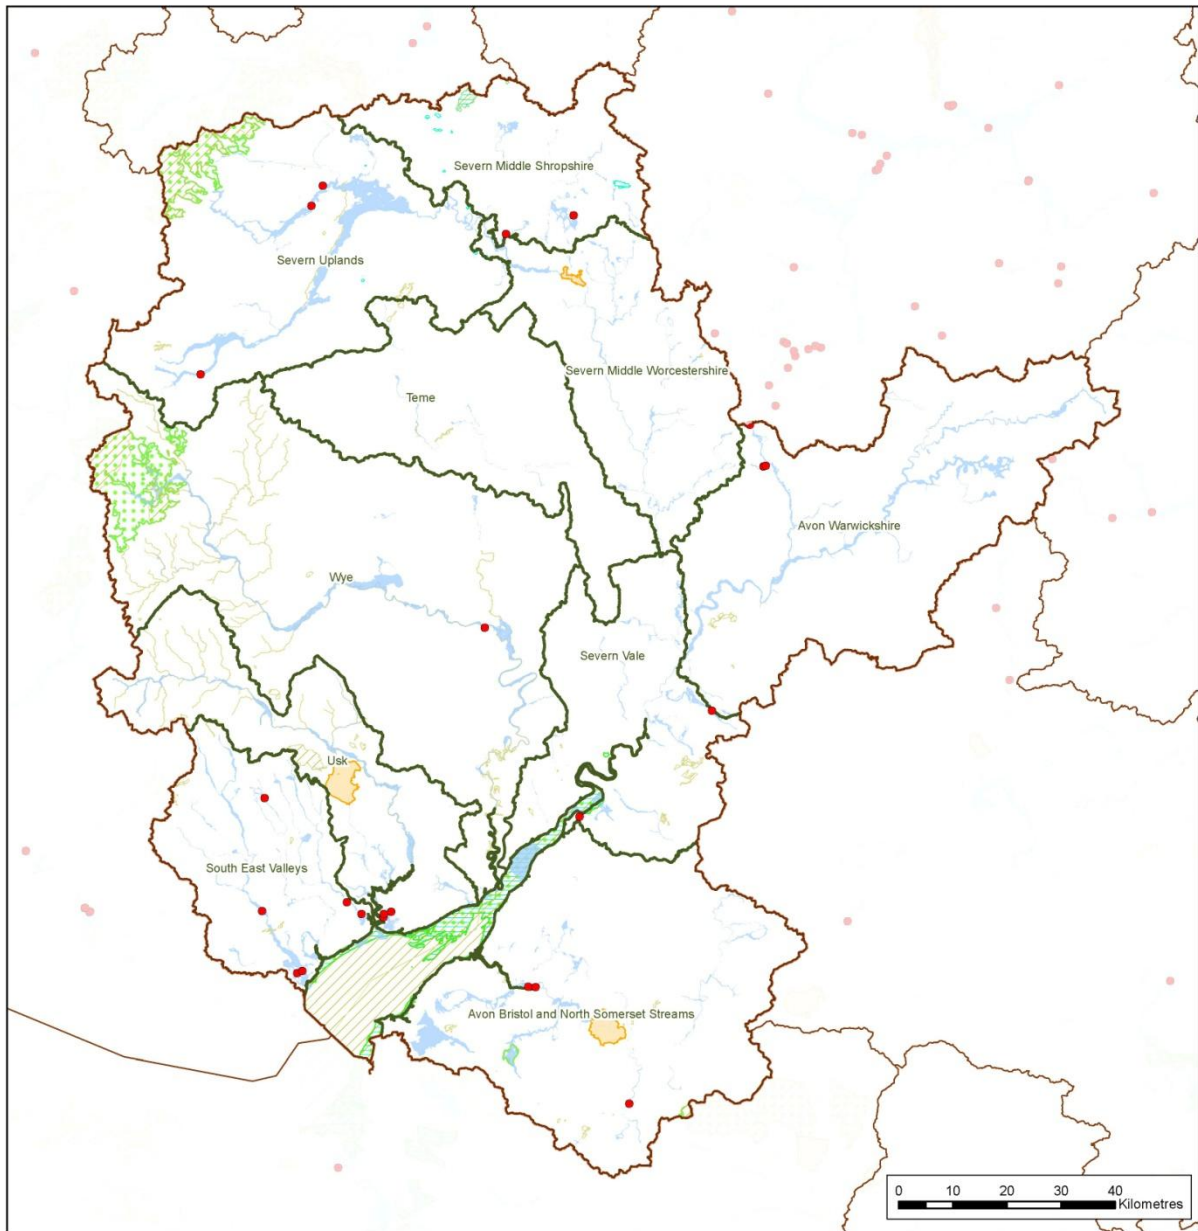 Severn Middle Shropshire
Severn Uplands
Severn Middle Worcestershire
Teme
Avon Warwickshire
Wye
Severn Vale
Usk
South East Valleys
Avon Bristol and North Somerset Streams
0 10 20 30 40
Kilometres